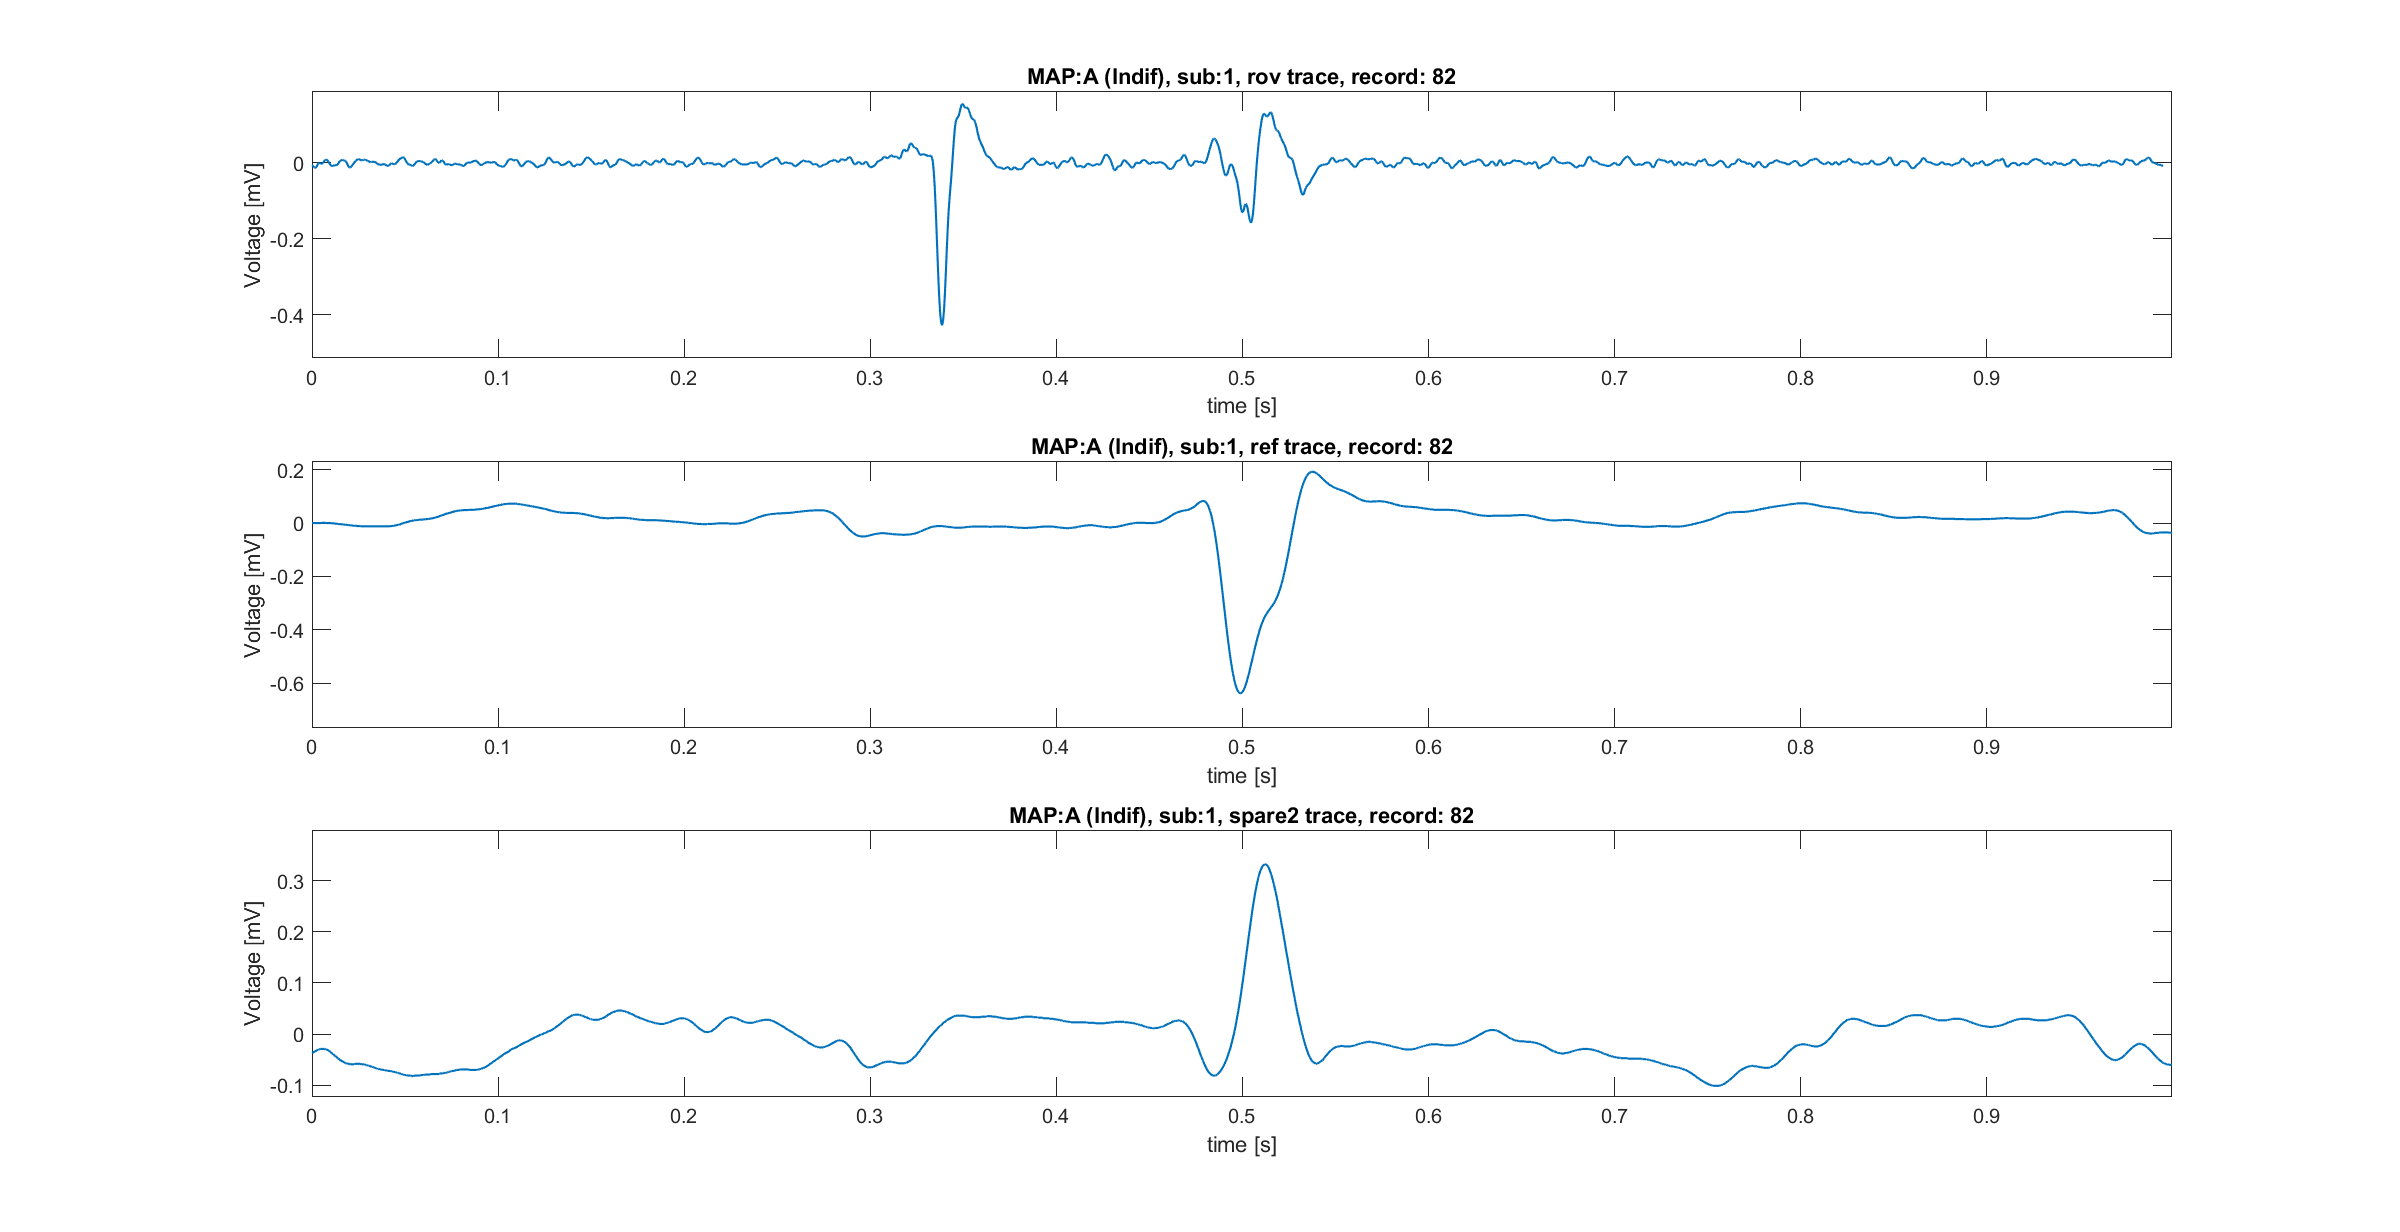 MAP:A (Indif), sub:1, rov trace, record: 82
Voltage [mV]
0
-0.2
-0.4
0 0.1 0.2 0.3 0.4 0.5 0.6 0.7 0.8 0.9
time [s]
MAP:A (Indif), sub:1, ref trace, record: 82
Voltage [mV]
0.2
0
-0.2
-0.4
-0.6
0 0.1 0.2 0.3 0.4 0.5 0.6 0.7 0.8 0.9
time [s]
MAP:A (Indif), sub:1, spare2 trace, record: 82
Voltage [mV]
0.3
0.2
0.1
0
-0.1
0 0.1 0.2 0.3 0.4 0.5 0.6 0.7 0.8 0.9
time [s]